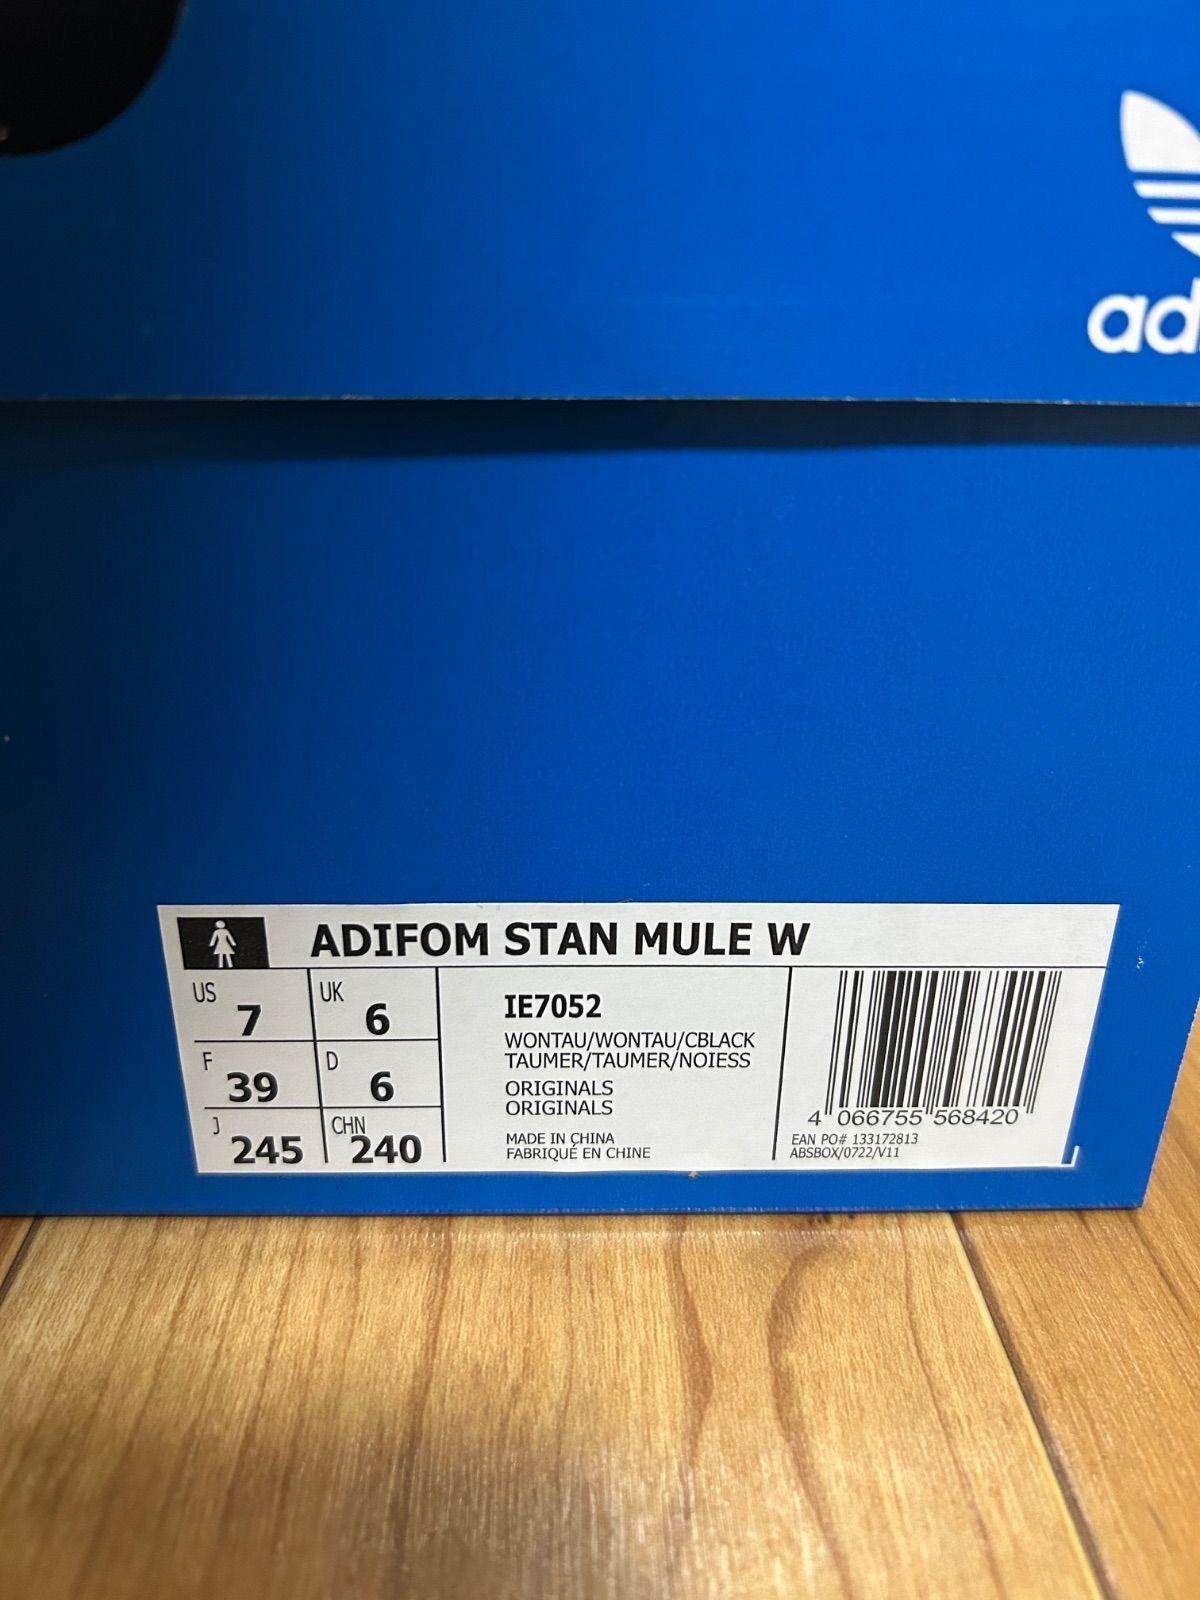 ad
ADIFOM STAN MULE W
US 7 UK 6
F 39 D 6
J 245 CHN 240
IE7052
WONTAU/WONTAU/CBLACK
TAUMER/TAUMER/NOIESS
ORIGINALS
ORIGINALS
MADE IN CHINA
FABRIQUÉ EN CHINE
4 066755 568420
EAN PO# 133172813
ABSBOX/0722/V11